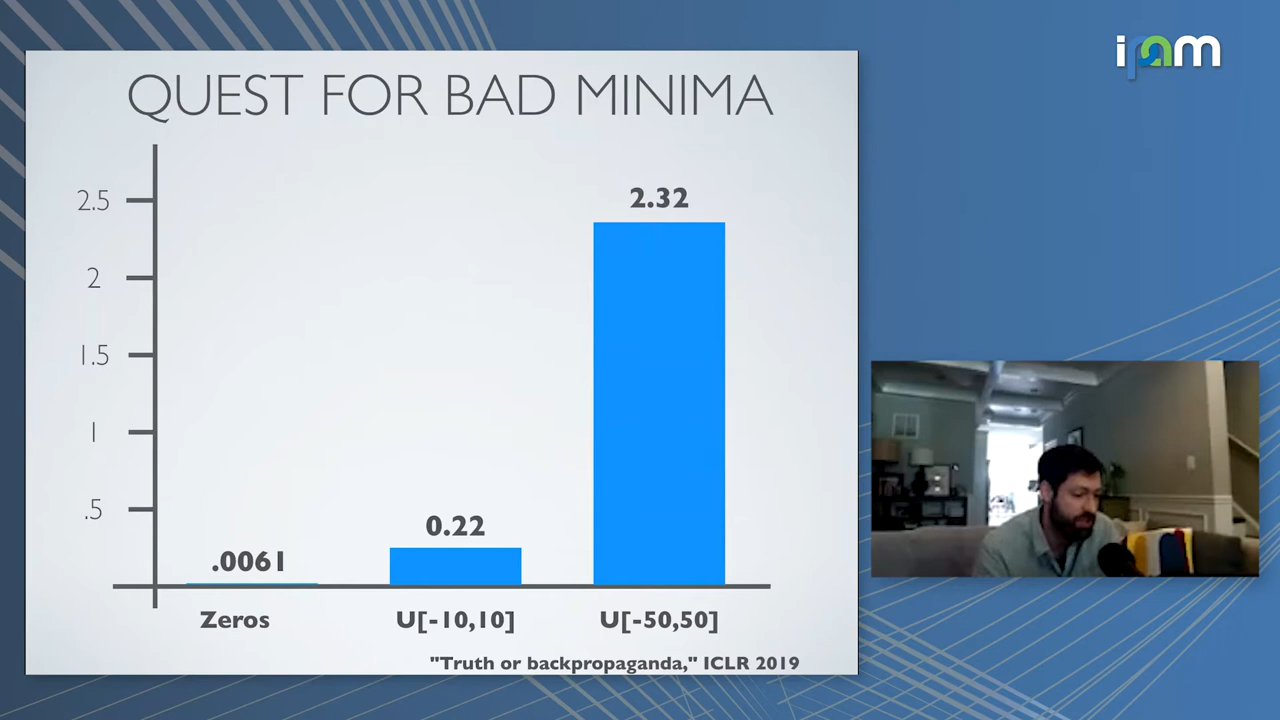 ipam
QUEST FOR BAD MINIMA
2.5
2
1.5
1
.5
2.32
0.22
.0061
Zeros
U[-10,10]
U[-50,50]
"Truth or backpropaganda," ICLR 2019